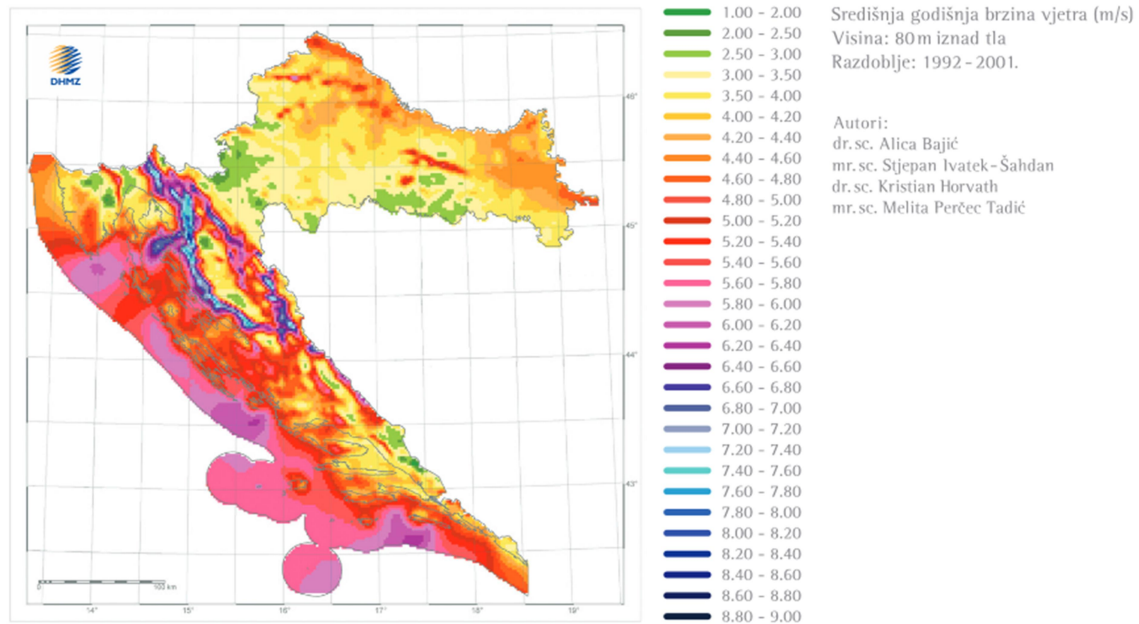 DHMZ
46°
45°
44°
43°
14°
15°
16°
17°
18°
19°
0
100 km
1.00 - 2.00
2.00 - 2.50
2.50 - 3.00
3.00 - 3.50
3.50 - 4.00
4.00 - 4.20
4.20 - 4.40
4.40 - 4.60
4.60 - 4.80
4.80 - 5.00
5.00 - 5.20
5.20 - 5.40
5.40 - 5.60
5.60 - 5.80
5.80 - 6.00
6.00 - 6.20
6.20 - 6.40
6.40 - 6.60
6.60 - 6.80
6.80 - 7.00
7.00 - 7.20
7.20 - 7.40
7.40 - 7.60
7.60 - 7.80
7.80 - 8.00
8.00 - 8.20
8.20 - 8.40
8.40 - 8.60
8.60 - 8.80
8.80 - 9.00
Središnja godišnja brzina vjetra (m/s)
Visina: 80m iznad tla
Razdoblje: 1992-2001.
Autori:
dr.sc. Alica Bajić
mr.sc. Stjepan Ivatek-Šahdan
dr.sc. Kristian Horvath
mr.sc. Melita Perčec Tadić